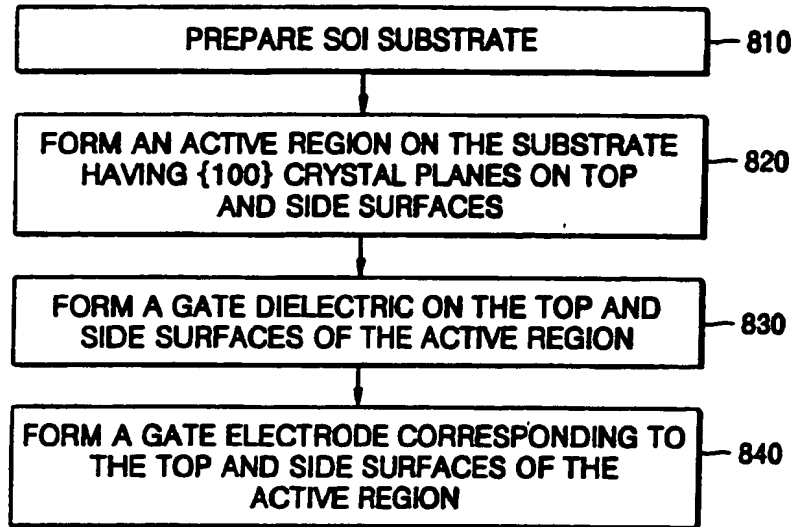 PREPARE SOI SUBSTRATE
810
FORM AN ACTIVE REGION ON THE SUBSTRATE
HAVING {100} CRYSTAL PLANES ON TOP
AND SIDE SURFACES
820
FORM A GATE DIELECTRIC ON THE TOP AND
SIDE SURFACES OF THE ACTIVE REGION
830
FORM A GATE ELECTRODE CORRESPONDING TO
THE TOP AND SIDE SURFACES OF THE
ACTIVE REGION
840